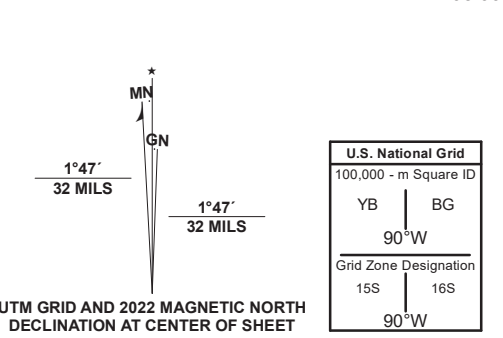 ★
MN
GN
1°47´
32 MILS
1°47´
32 MILS
UTM GRID AND 2022 MAGNETIC NORTH
DECLINATION AT CENTER OF SHEET
U.S. National Grid
100,000 - m Square ID
YB BG
90°W
Grid Zone Designation
15S 16S
90°W